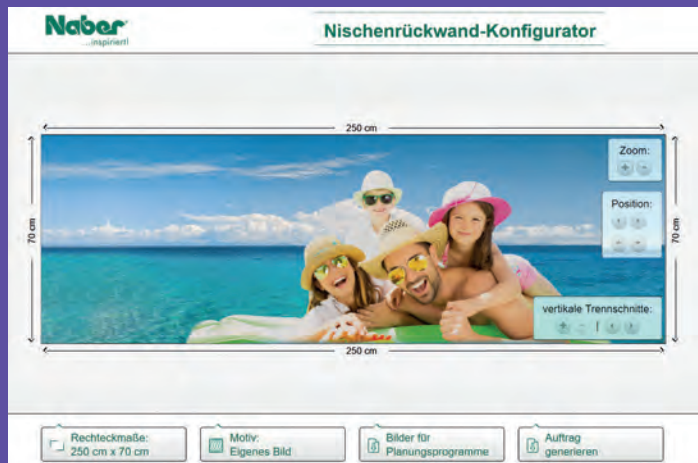 Naber
...inspiriert!
Nischenrückwand-Konfigurator
250 cm
Zoom:
+ -
Position:
70 cm
70 cm
vertikale Trennschnitte:
+ - |
250 cm
Rechteckmaße:
250 cm x 70 cm
Motiv:
Eigenes Bild
Bilder für
Planungsprogramme
Auftrag
generieren